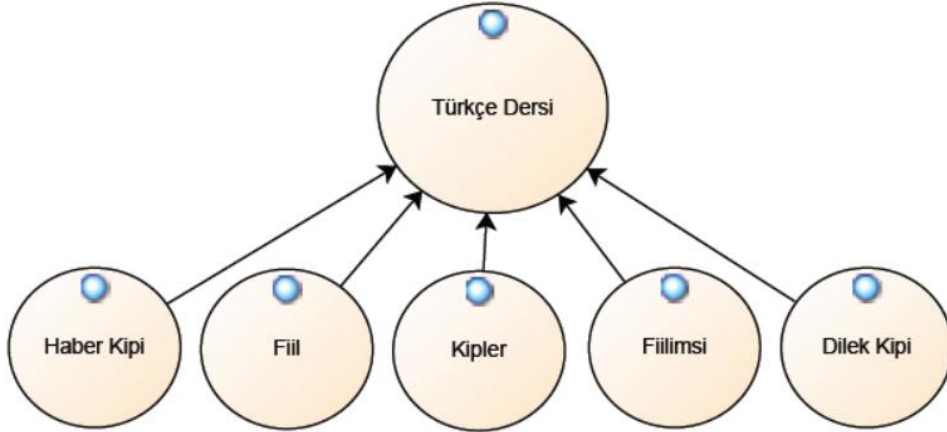 Türkçe Dersi
Haber Kipi
Fiil
Kipler
Fiilimsi
Dilek Kipi